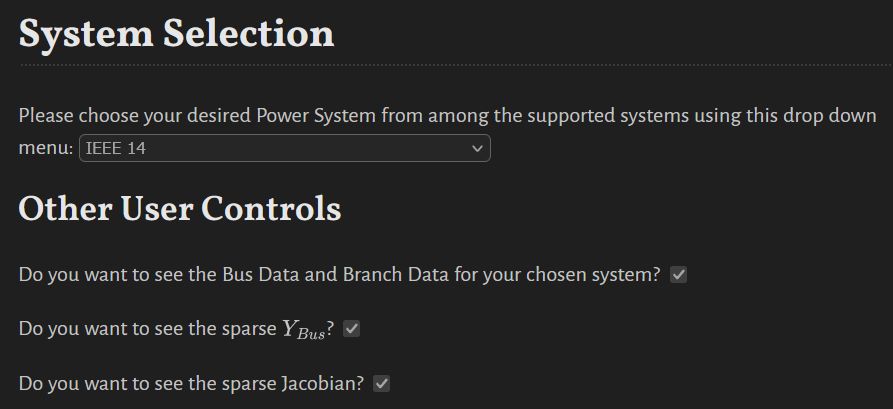 System Selection
Please choose your desired Power System from among the supported systems using this drop down
menu: IEEE 14
Other User Controls
Do you want to see the Bus Data and Branch Data for your chosen system?
Do you want to see the sparse Y_{Bus}?
Do you want to see the sparse Jacobian?